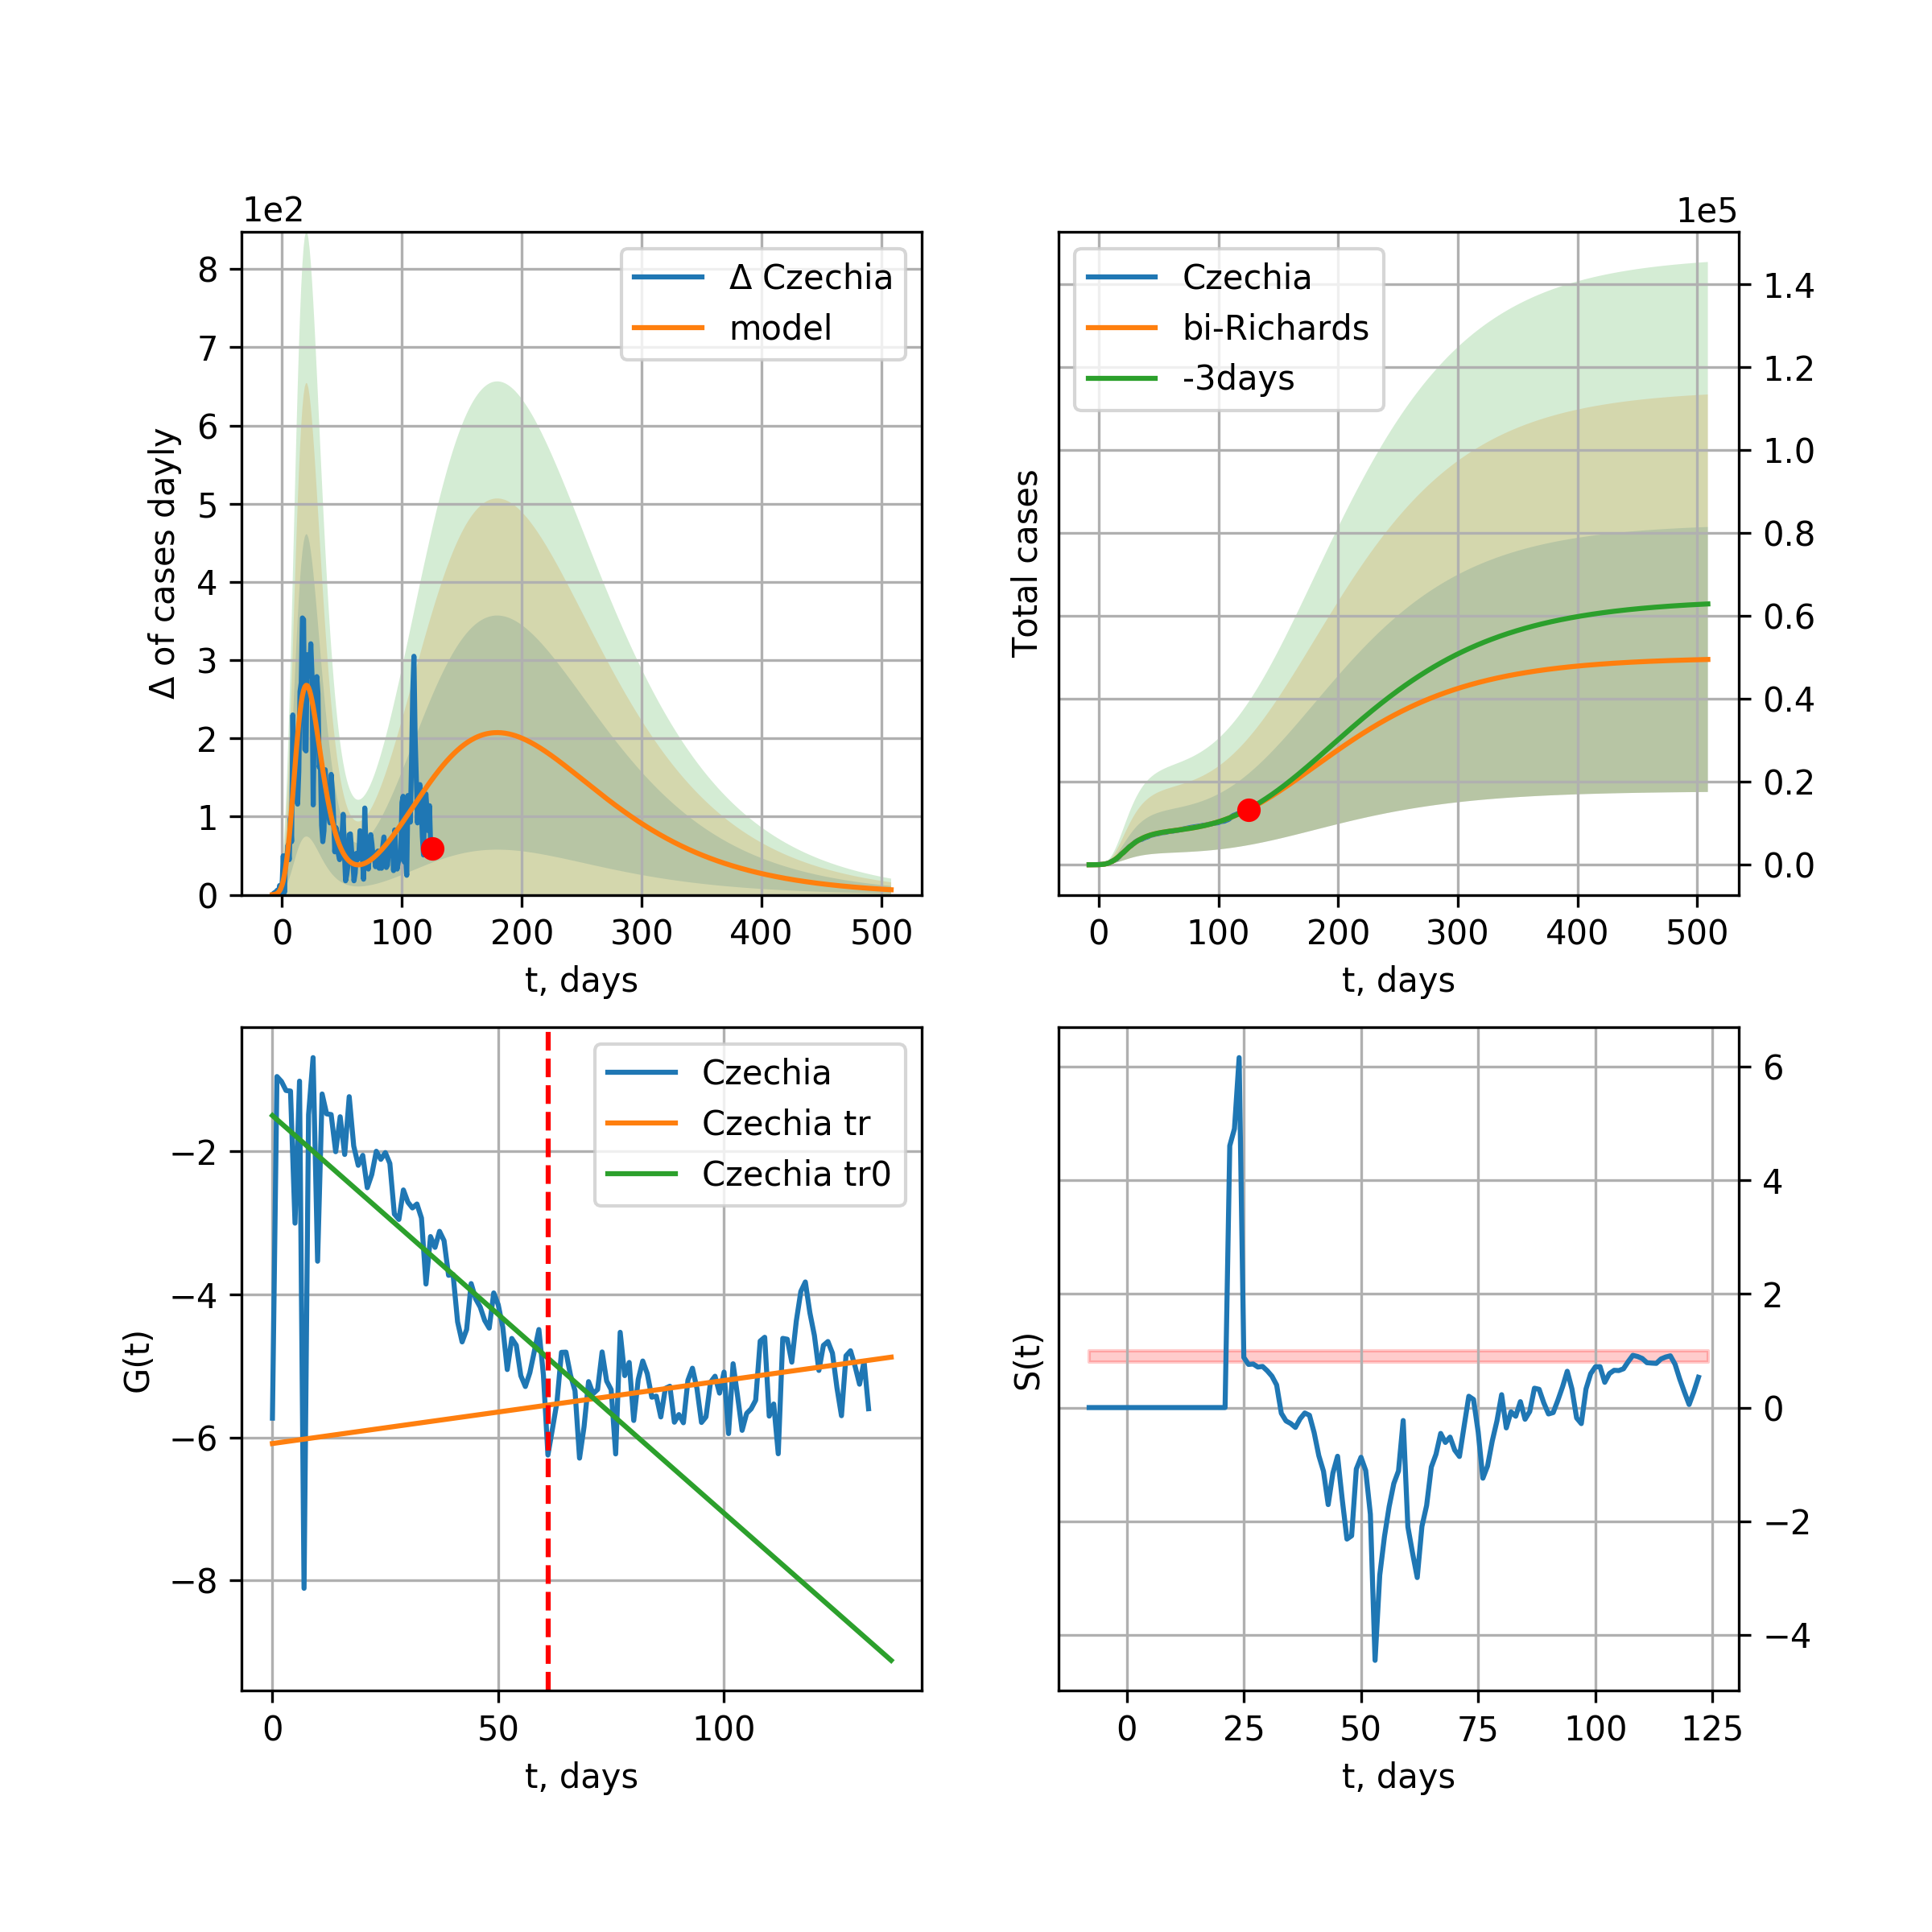 1e2
Δ of cases dayly
8
7
6
5
4
3
2
1
0
Δ Czechia
model
0 100 200 300 400 500
t, days
1e5
Total cases
Czechia
bi-Richards
-3days
1.4
1.2
1.0
0.8
0.6
0.4
0.2
0.0
0 100 200 300 400 500
t, days
G(t)
−2
−4
−6
−8
Czechia
Czechia tr
Czechia tr0
0 50 100
t, days
S(t)
6
4
2
0
−2
−4
0 25 50 75 100 125
t, days